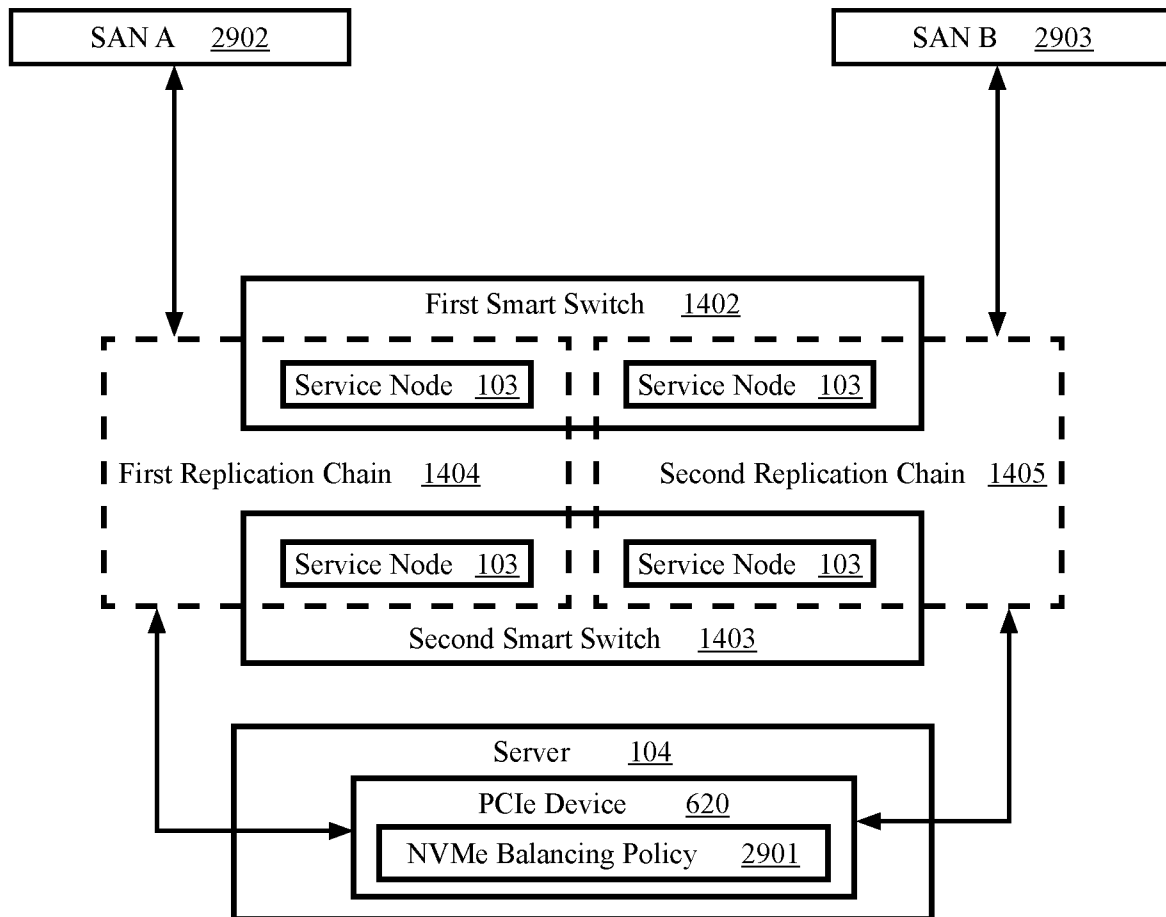 SAN A 2902
SAN B 2903
First Smart Switch 1402
Service Node 103
Service Node 103
First Replication Chain 1404
Second Replication Chain 1405
Service Node 103
Service Node 103
Second Smart Switch 1403
Server 104
PCIe Device 620
NVMe Balancing Policy 2901